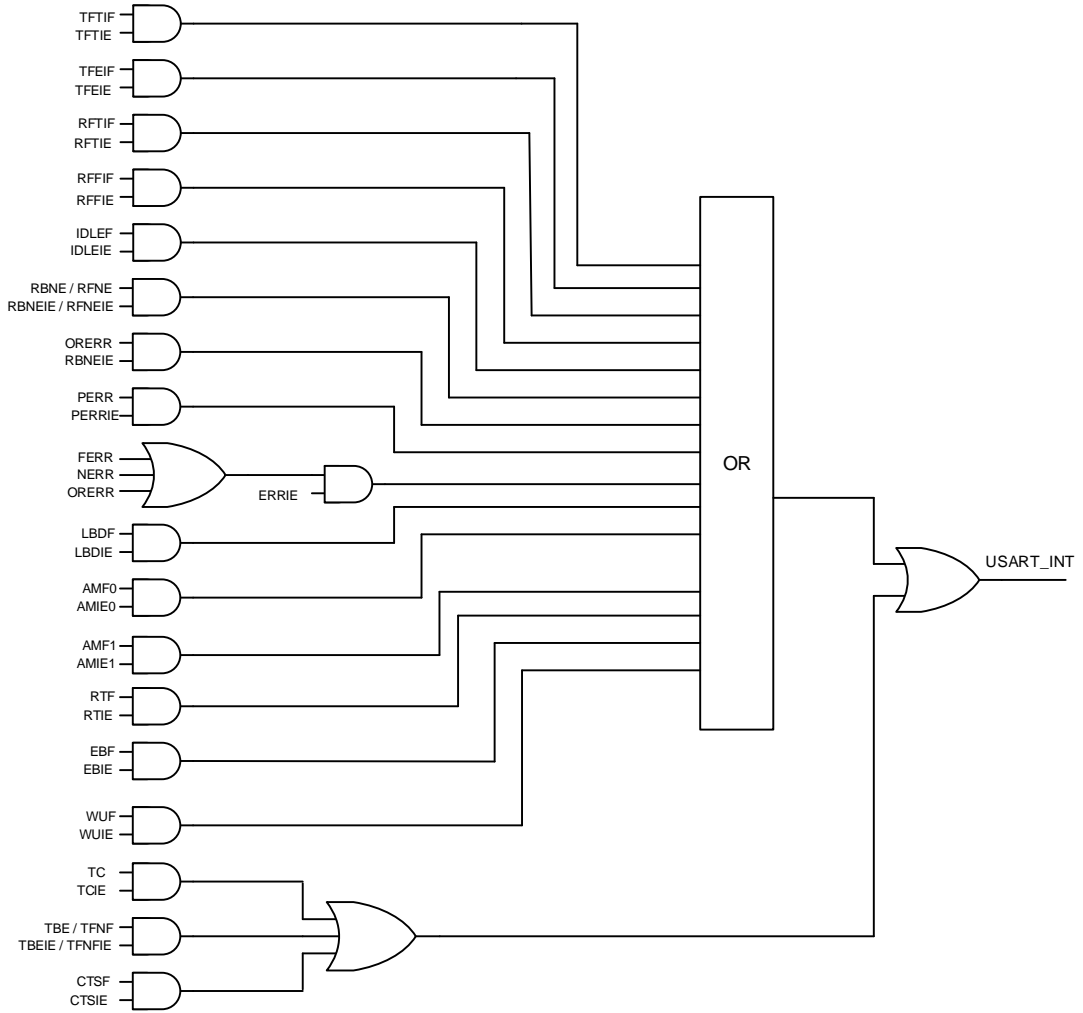 TFTIF
TFTIE
TFEIF
TFEIE
RFTIF
RFTIE
RFFIF
RFFIE
IDLEF
IDLEIE
RBNE / RFNE
RBNEIE / RFNEIE
ORERR
RBNEIE
PERR
PERRIE
FERR
NERR
ORERR
ERRIE
LBDF
LBDIE
AMF0
AMIE0
AMF1
AMIE1
RTF
RTIE
EBF
EBIE
WUF
WUIE
TC
TCIE
TBE / TFNF
TBEIE / TFNFIE
CTSF
CTSIE
OR
USART_INT